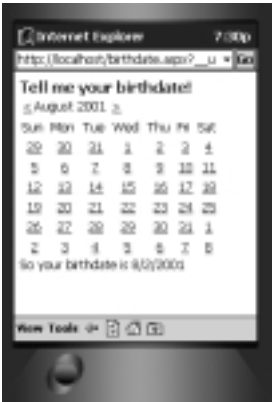 Internet Explorer 7:30p
http://localhost/birthdate.aspx?__u Go
Tell me your birthdate!
< August 2001 >
Sun Mon Tue Wed Thu Fri Sat
29 30 31 1 2 3 4
5 6 7 8 9 10 11
12 13 14 15 16 17 18
19 20 21 22 23 24 25
26 27 28 29 30 31 1
2 3 4 5 6 7 8
So your birthdate is 8/2/2001
View Tools